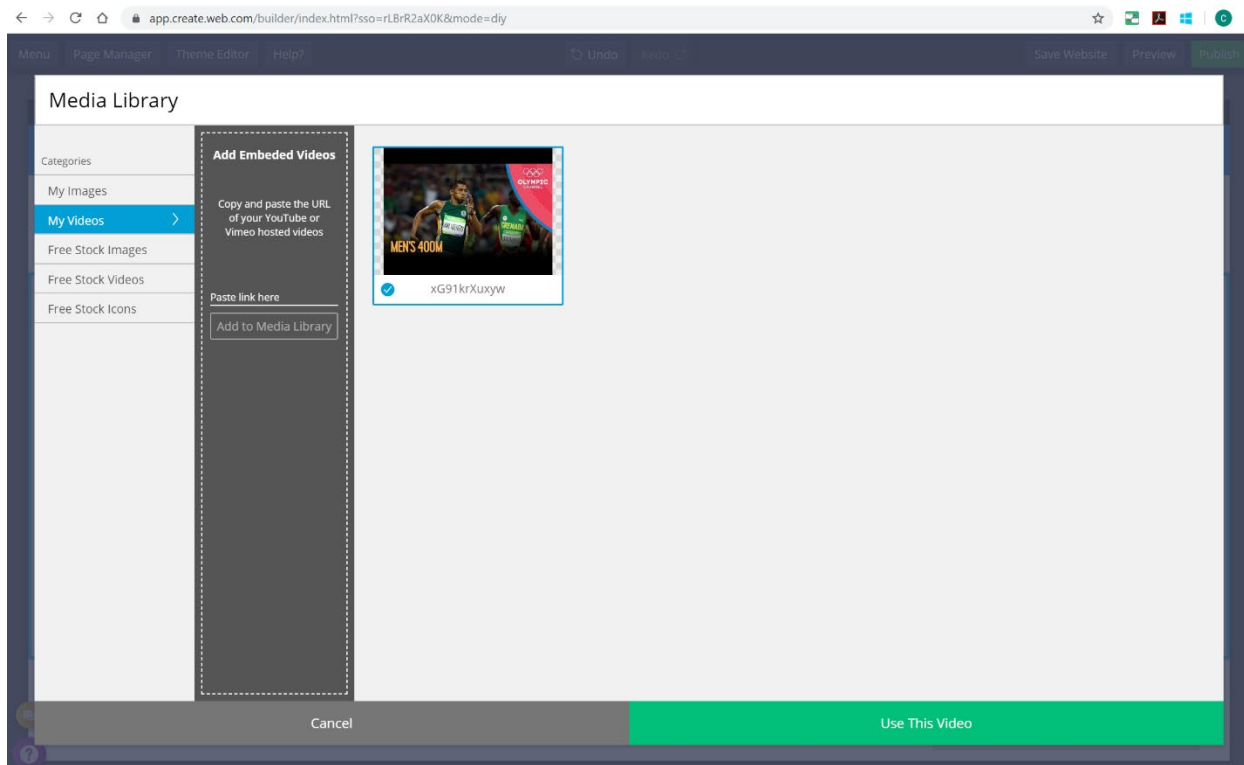 app.create.web.com/builder/index.html?sso=rLBrR2aX0K&mode=diy
C
Menu Page Manager Theme Editor Help? Undo Redo Save Website Preview Publish
Media Library
Categories
My Images
My Videos
Free Stock Images
Free Stock Videos
Free Stock Icons
Add Embeded Videos
Copy and paste the URL
of your YouTube or
Vimeo hosted videos
Paste link here
Add to Media Library
OLYMPIC
GRENADA
MEN'S 400M
xG91krXuxyw
Cancel
Use This Video
?